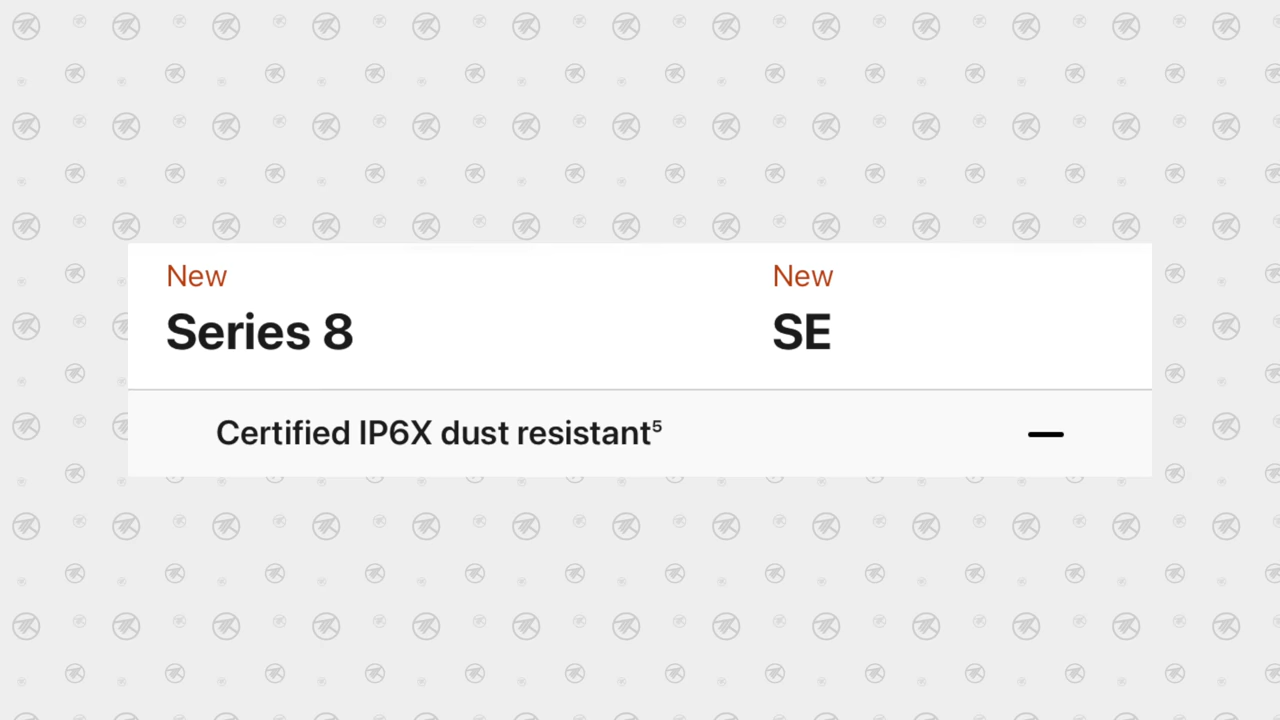 New
Series 8
New
SE
Certified IP6X dust resistant⁵
—